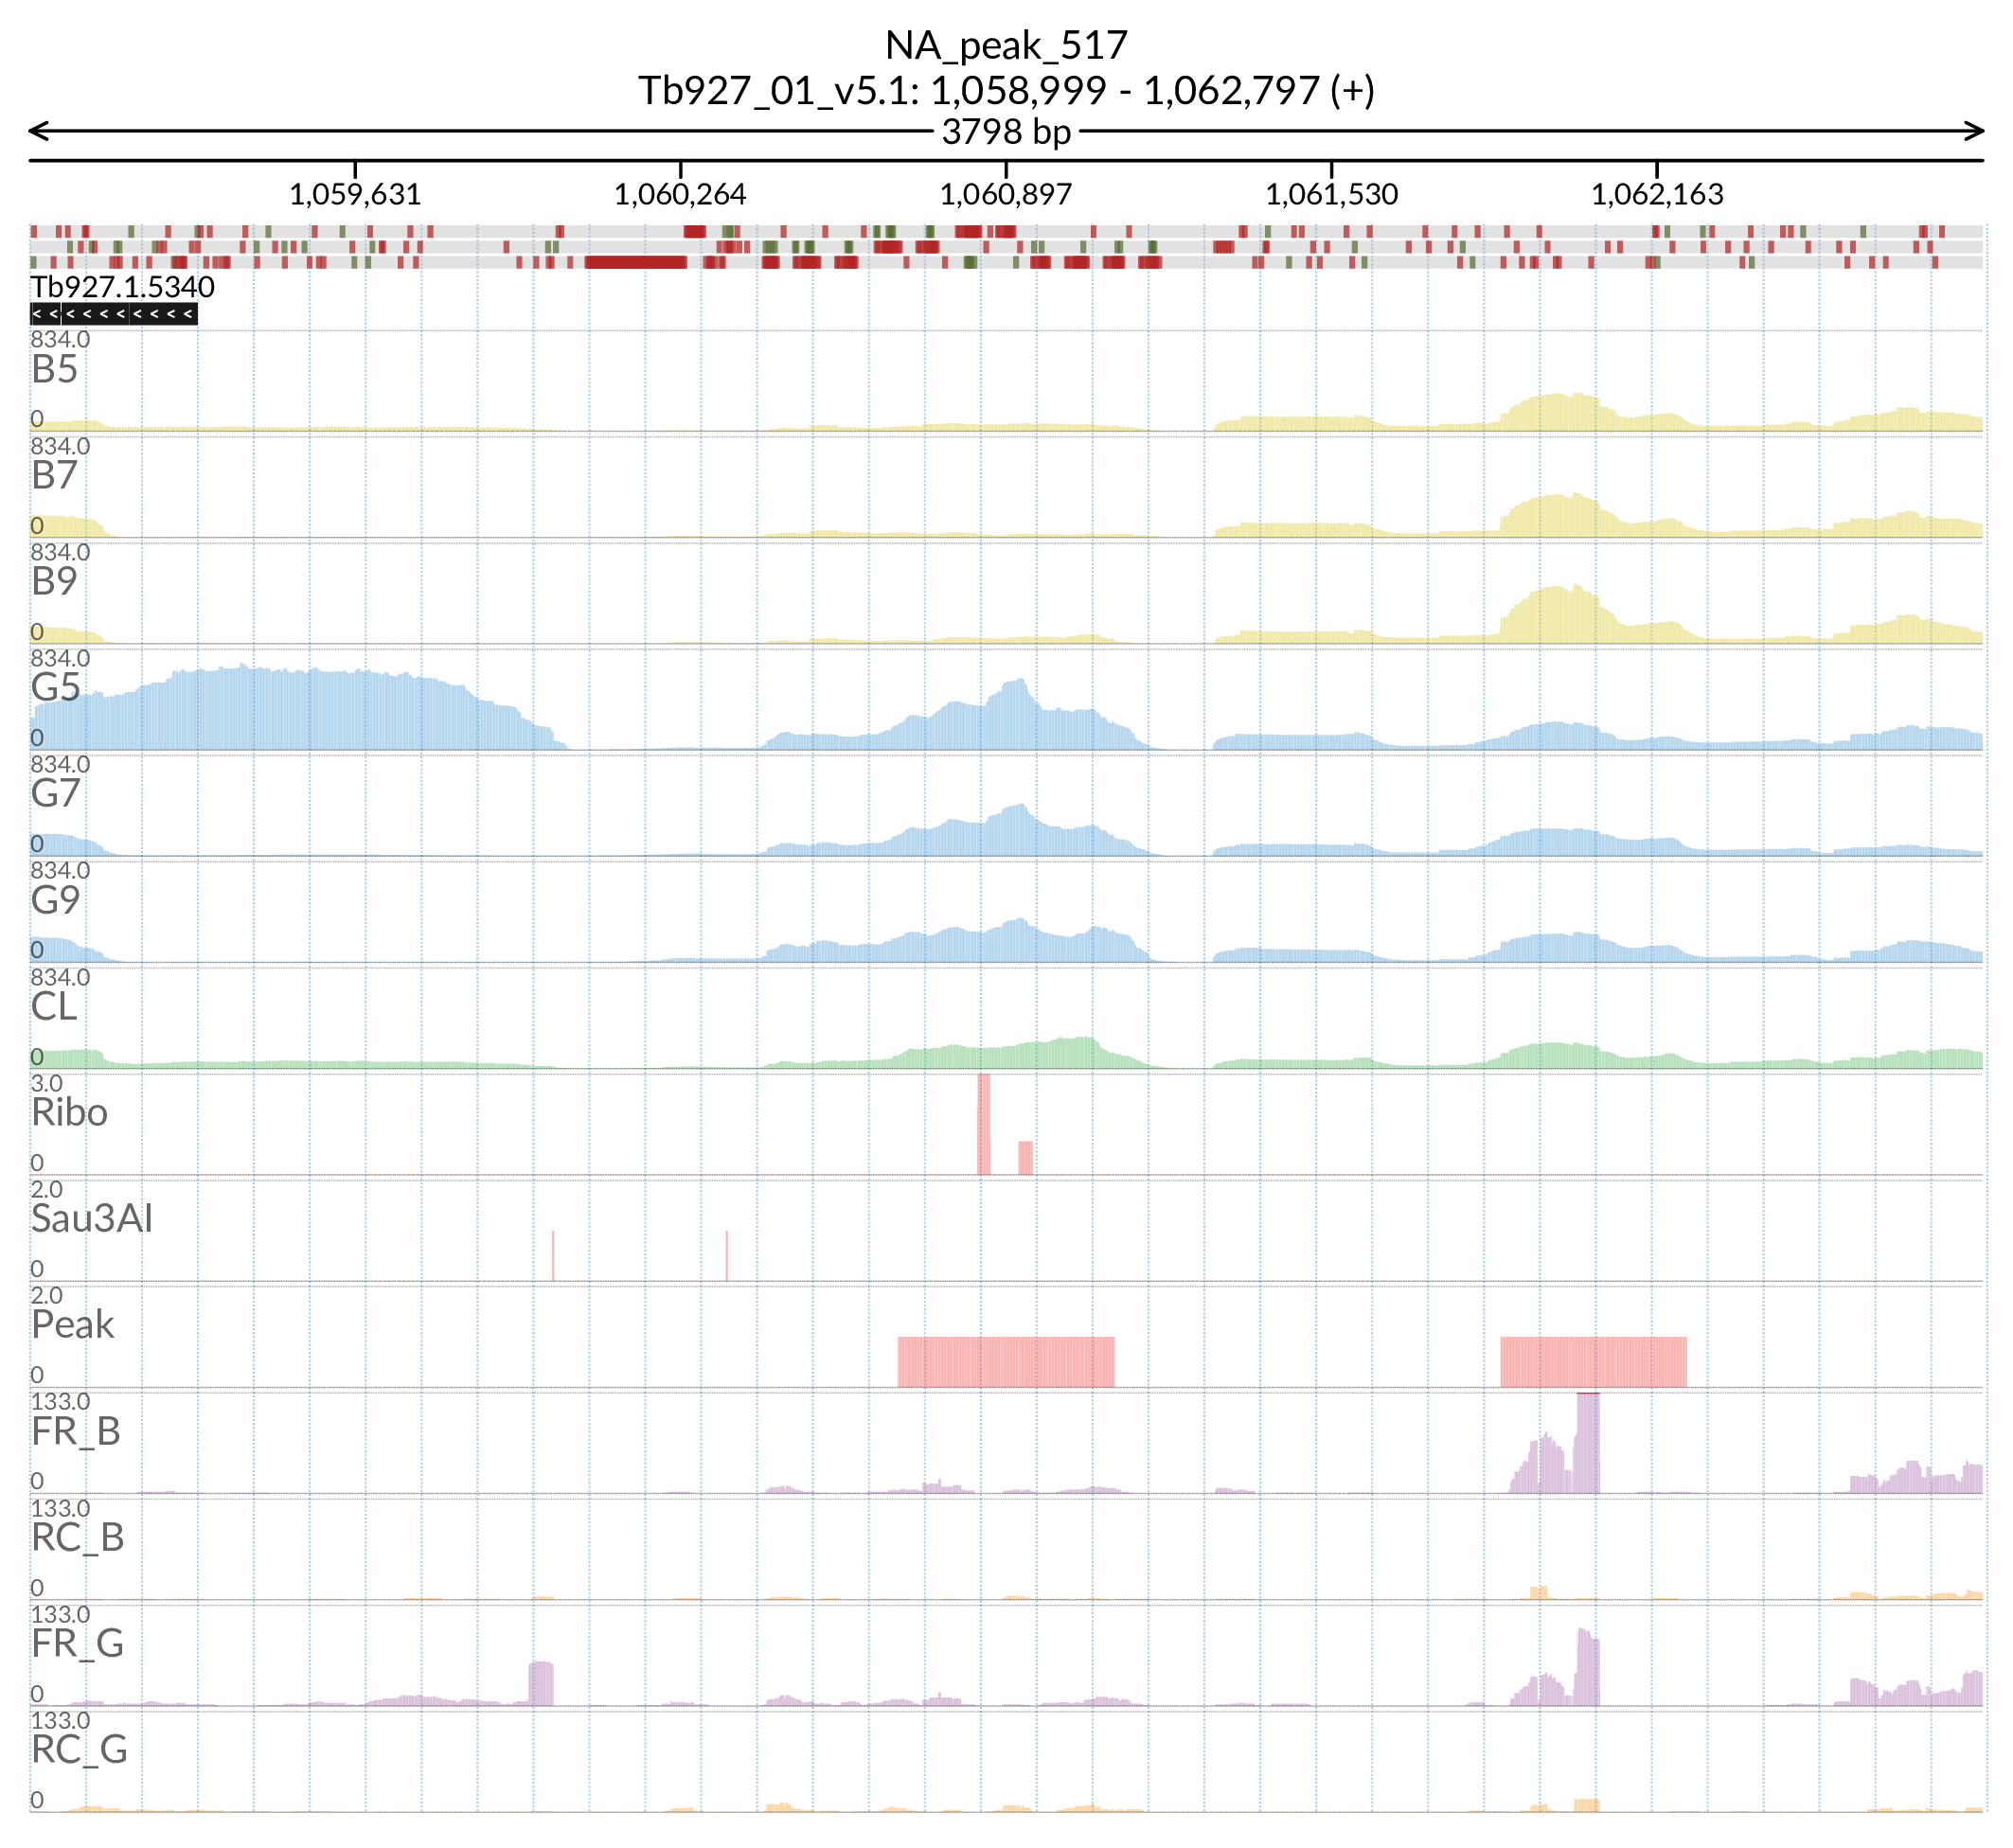 NA_peak_517
Tb927_01_v5.1: 1,058,999 - 1,062,797 (+)
3798 bp
1,059,631 1,060,264 1,060,897 1,061,530 1,062,163
Tb927.1.5340
< < < < < < < < < <
834.0
B5
0
834.0
B7
0
834.0
B9
0
834.0
G5
0
834.0
G7
0
834.0
G9
0
834.0
CL
0
3.0
Ribo
0
2.0
Sau3AI
0
2.0
Peak
0
133.0
FR_B
0
133.0
RC_B
0
133.0
FR_G
0
133.0
RC_G
0